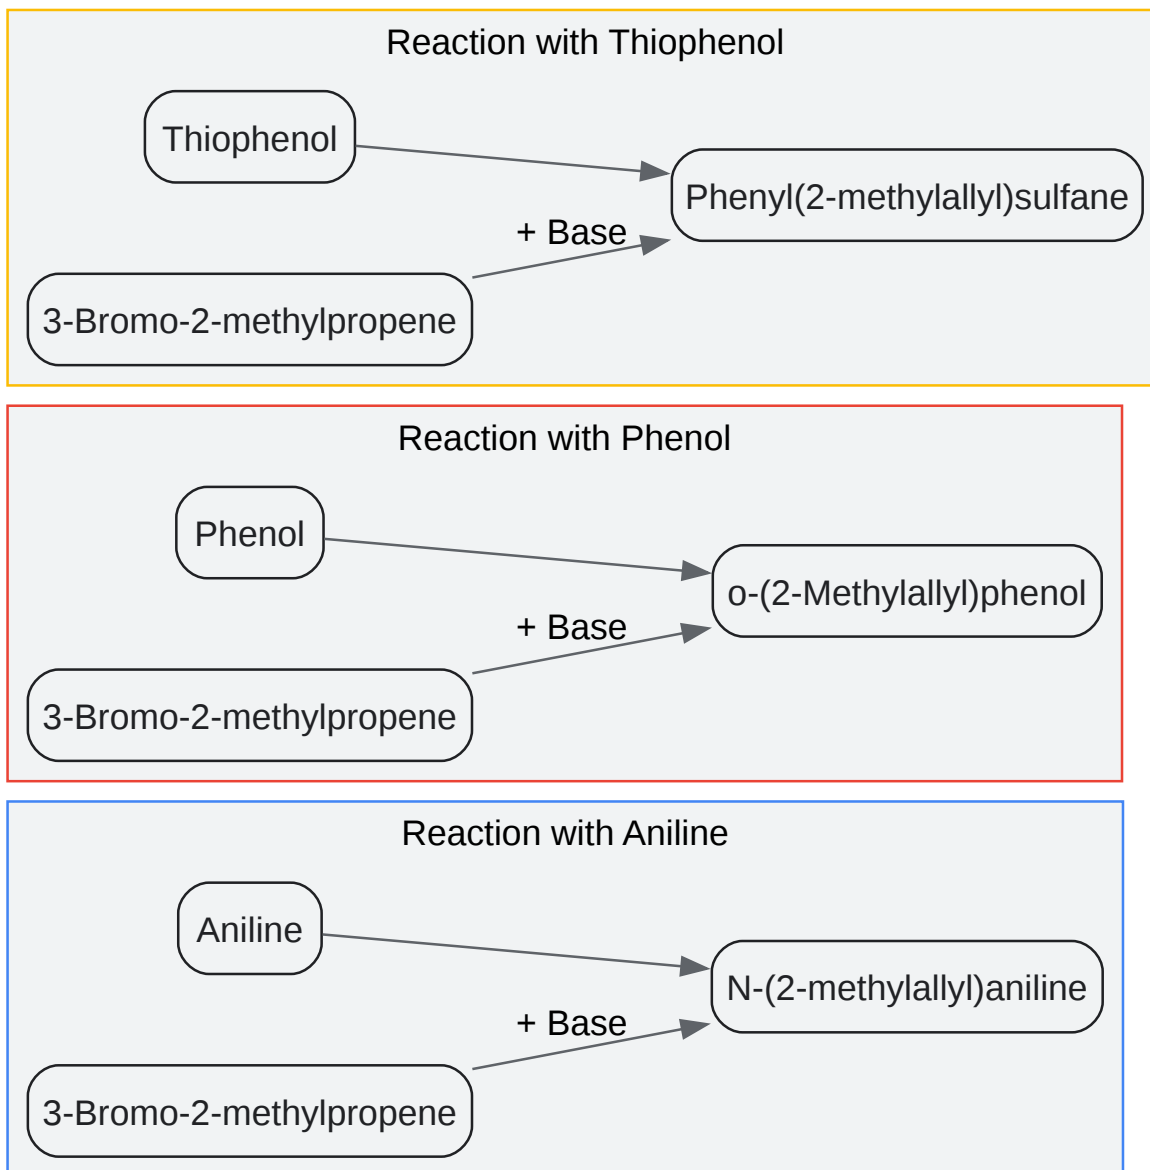 Reaction with Thiophenol
Thiophenol
Phenyl(2-methylallyl)sulfane
+ Base
3-Bromo-2-methylpropene
Reaction with Phenol
Phenol
o-(2-Methylallyl)phenol
+ Base
3-Bromo-2-methylpropene
Reaction with Aniline
Aniline
N-(2-methylallyl)aniline
+ Base
3-Bromo-2-methylpropene